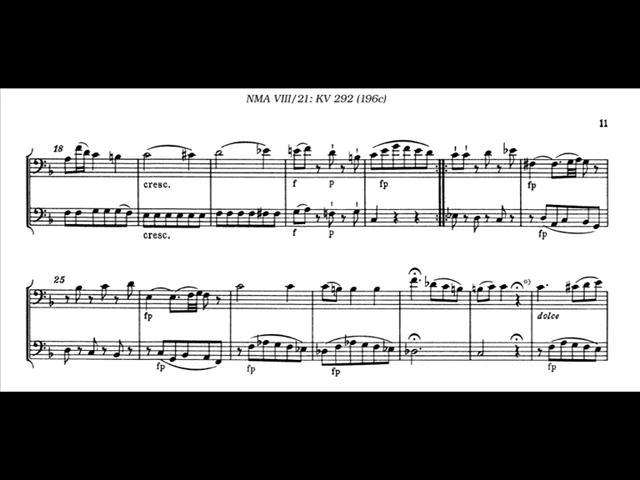 NMA VIII/21: KV 292 (196c)
11
18
cresc. f p fp fp
cresc. f p fp
25
fp dolce
fp fp fp fp